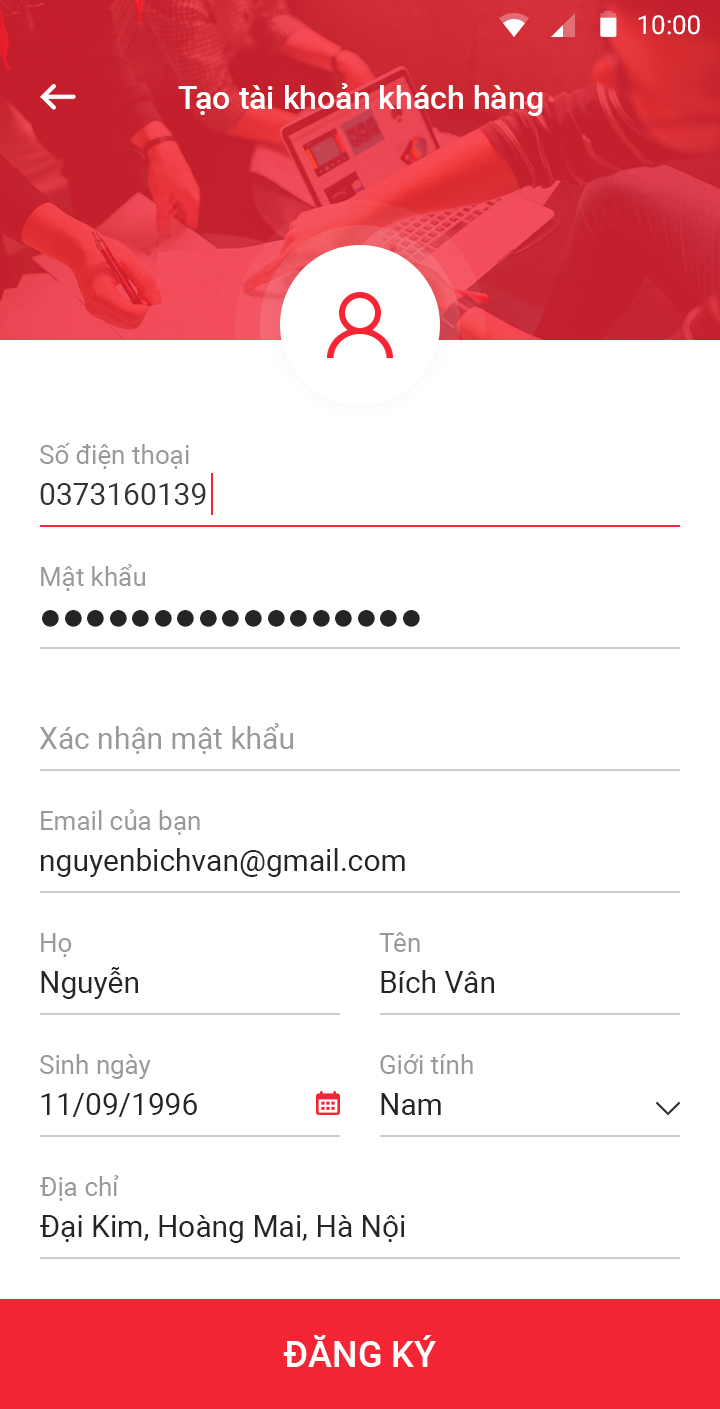 10:00
Tạo tài khoản khách hàng
Số điện thoại
0373160139
Mật khẩu
●●●●●●●●●●●●●●●●●
Xác nhận mật khẩu
Email của bạn
nguyenbichvan@gmail.com
Họ
Nguyễn
Tên
Bích Vân
Sinh ngày
11/09/1996
Giới tính
Nam
Địa chỉ
Đại Kim, Hoàng Mai, Hà Nội
ĐĂNG KÝ